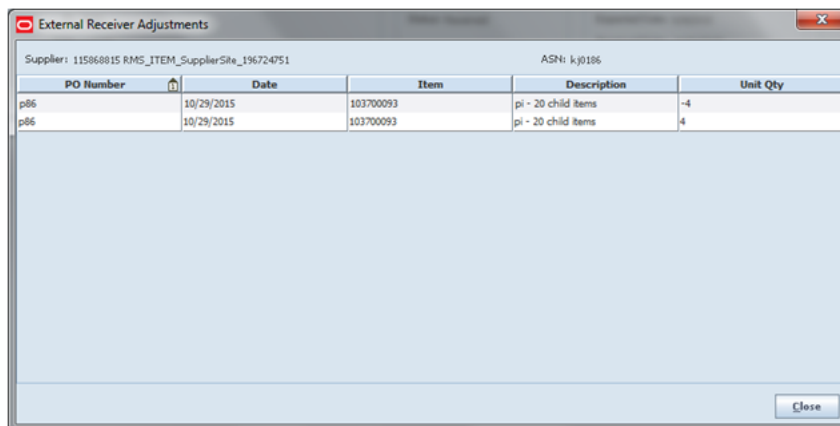 External Receiver Adjustments
Supplier: 115868815 RMS_ITEM_SupplierSite_196724751 ASN: kj0186
PO Number 1 Date Item Description Unit Qty
p86 10/29/2015 103700093 pi - 20 child items -4
p86 10/29/2015 103700093 pi - 20 child items 4
Close